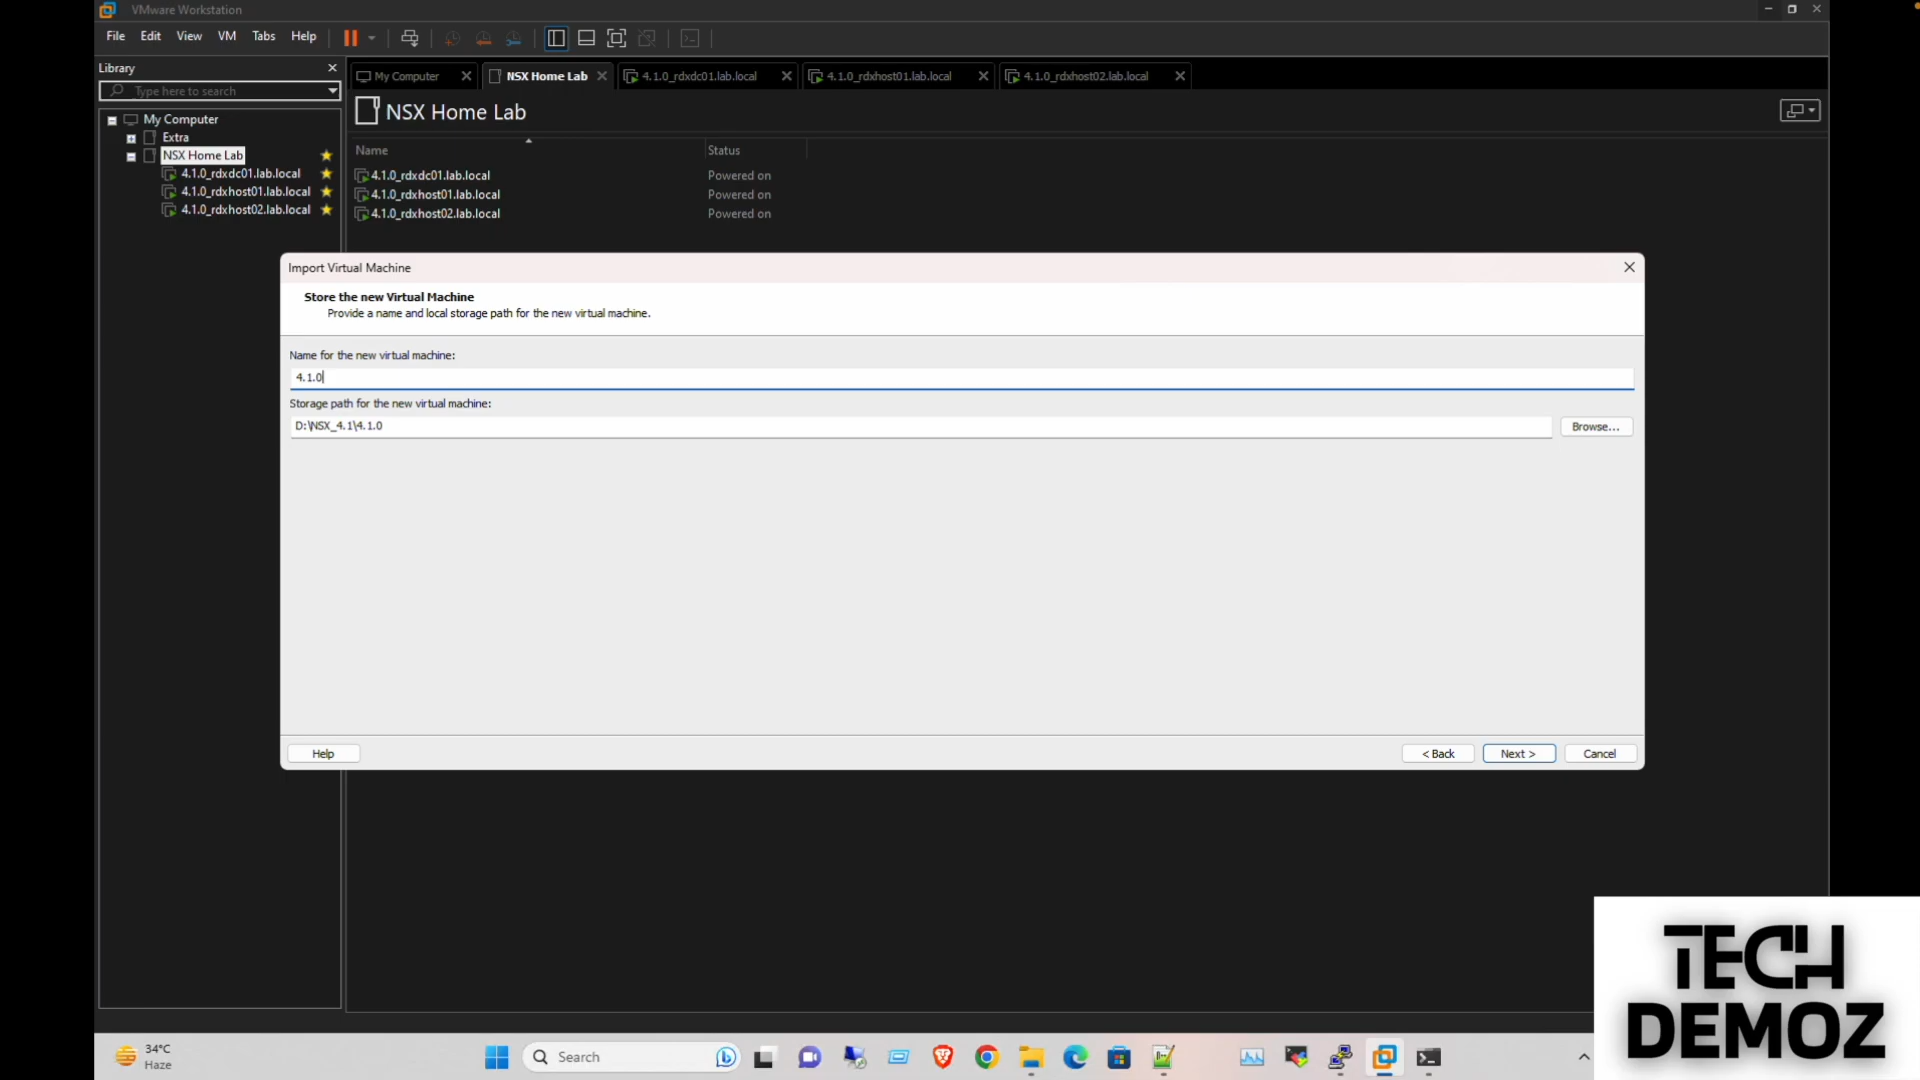 VMware Workstation
File Edit View VM Tabs Help
Library
Type here to search
My Computer
Extra
NSX Home Lab
4.1.0_rdxdc01.lab.local
4.1.0_rdxhost01.lab.local
4.1.0_rdxhost02.lab.local
My Computer NSX Home Lab 4.1.0_rdxdc01.lab.local 4.1.0_rdxhost01.lab.local 4.1.0_rdxhost02.lab.local
NSX Home Lab
Name Status
4.1.0_rdxdc01.lab.local Powered on
4.1.0_rdxhost01.lab.local Powered on
4.1.0_rdxhost02.lab.local Powered on
Import Virtual Machine
Store the new Virtual Machine
Provide a name and local storage path for the new virtual machine.
Name for the new virtual machine:
4.1.0
Storage path for the new virtual machine:
D:\NSX_4.1\4.1.0
Browse...
Help < Back Next > Cancel
34°C
Haze
Search
TECH
DEMOZ